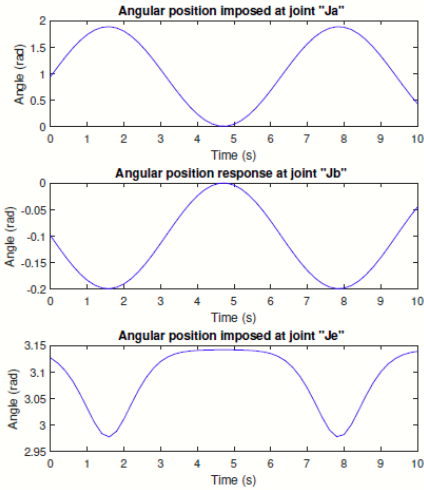 Angular position imposed at joint "Ja"
2
1.5
1
0.5
0
Angle (rad)
0 1 2 3 4 5 6 7 8 9 10
Time (s)
Angular position response at joint "Jb"
0
-0.05
-0.1
-0.15
-0.2
Angle (rad)
0 1 2 3 4 5 6 7 8 9 10
Time (s)
Angular position imposed at joint "Je"
3.15
3.1
3.05
3
2.95
Angle (rad)
0 1 2 3 4 5 6 7 8 9 10
Time (s)